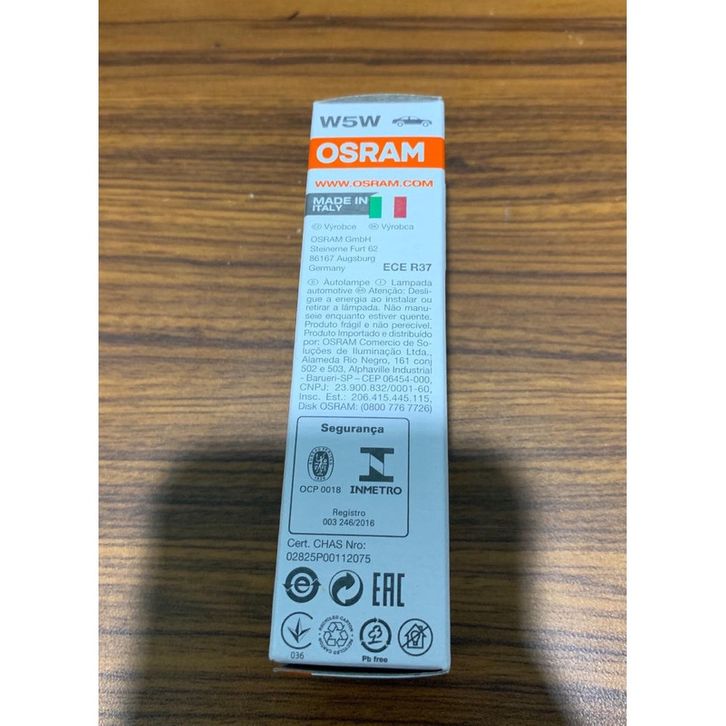 W5W
OSRAM
WWW.OSRAM.COM
MADE IN
ITALY
Výrobce Výrobca
OSRAM GmbH
Steinerne Furt 62
86167 Augsburg
Germany ECE R37
Autolampe Lampada
automotive Atenção: Desli-
gue a energia ao instalar ou
retirar a lâmpada. Não manu-
seie enquanto estiver quente.
Produto frágil e não perecível.
Produto Importado e distribuído
por: OSRAM Comercio de So-
luções de Iluminação Ltda.,
Alameda Rio Negro, 161 conj
502 e 503, Alphaville Industrial
- Barueri-SP – CEP 06454-000,
CNPJ: 23.900.832/0001-60,
Insc. Est.: 206.415.445.115,
Disk OSRAM: (0800 776 7726)
Segurança
OCP 0018 INMETRO
Registro
003 246/2016
Cert. CHAS Nro:
02825P00112075
e EAC
036
Pb free